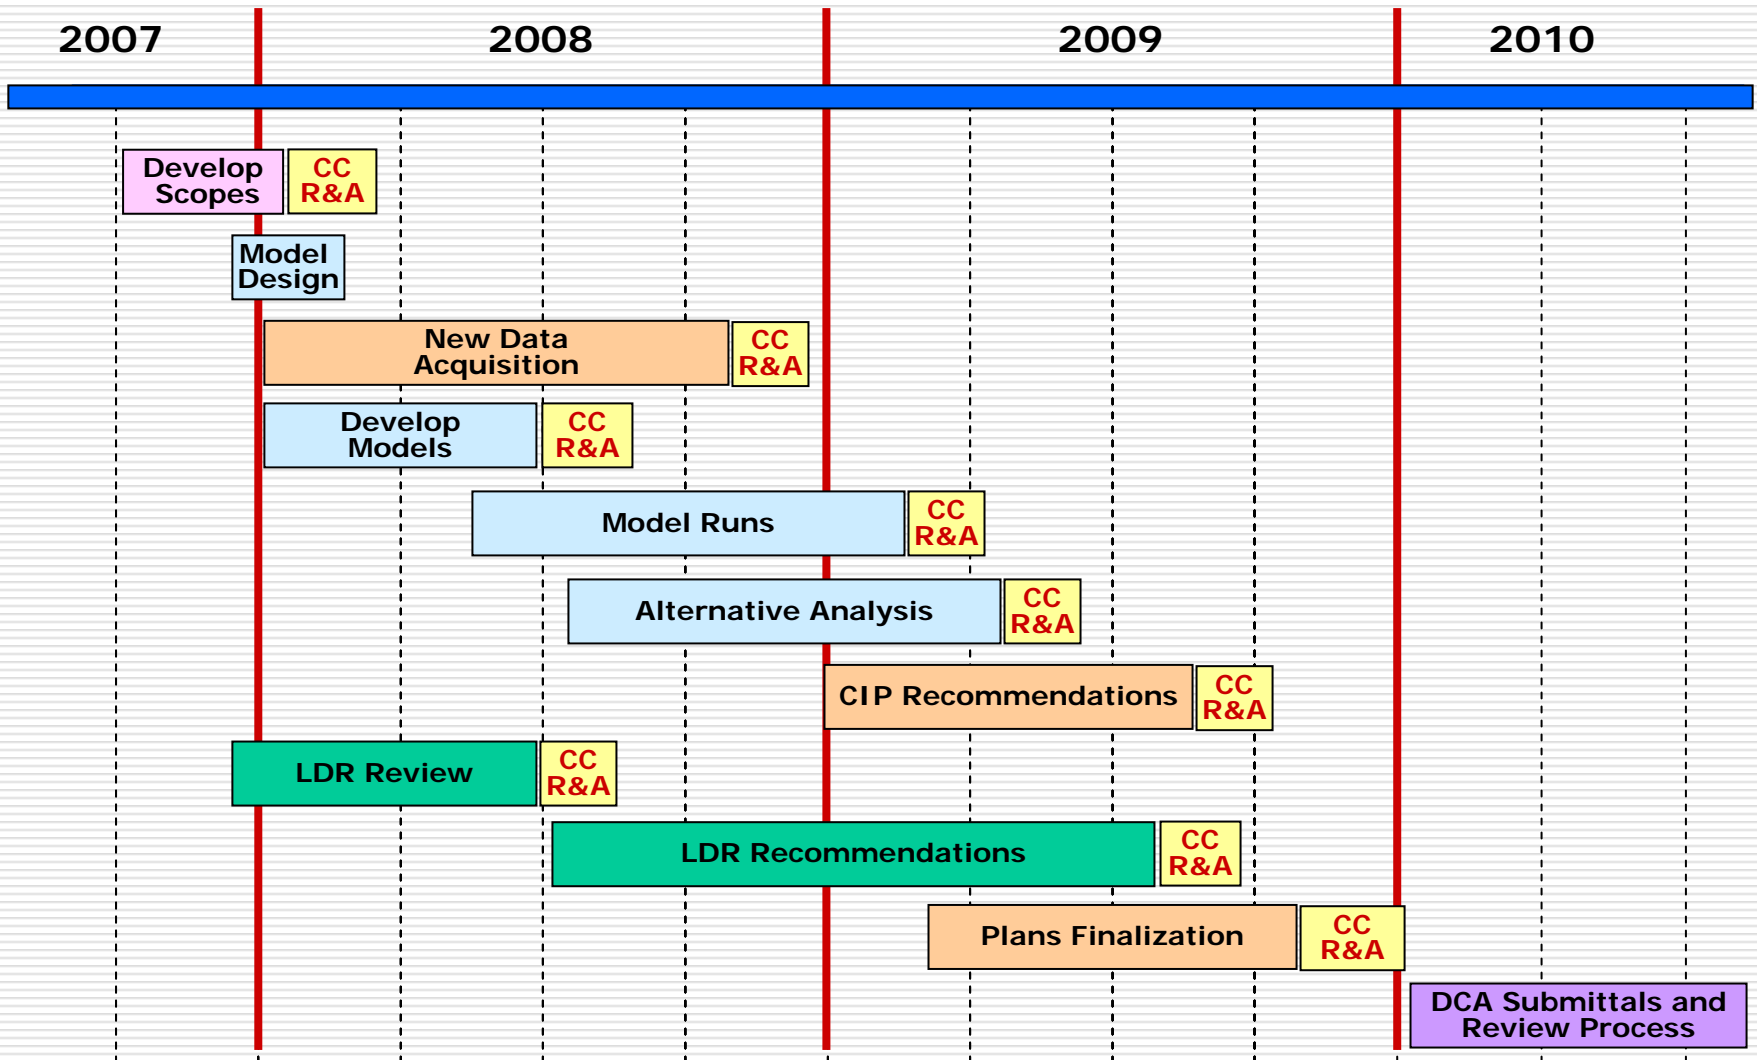 2007 2008 2009 2010
Develop
Scopes
CC
R&A
Model
Design
New Data
Acquisition
CC
R&A
Develop
Models
CC
R&A
Model Runs
CC
R&A
Alternative Analysis
CC
R&A
CIP Recommendations
CC
R&A
LDR Review
CC
R&A
LDR Recommendations
CC
R&A
Plans Finalization
CC
R&A
DCA Submittals and
Review Process